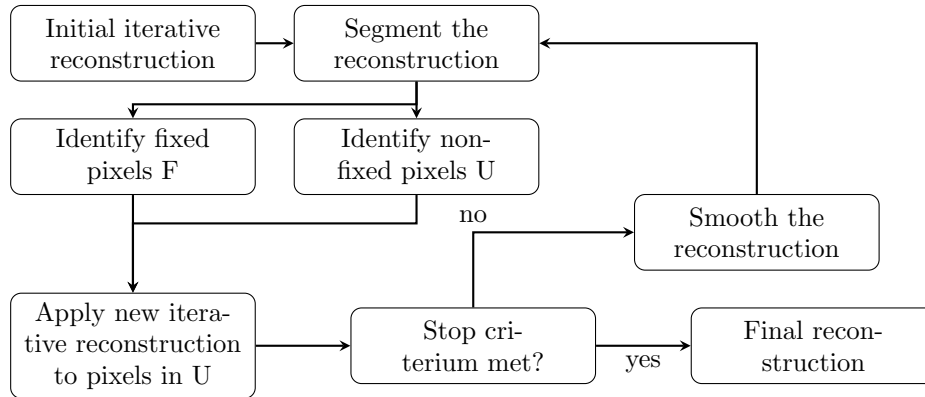 Initial iterative
reconstruction
Segment the
reconstruction
Identify fixed
pixels F
Identify non-
fixed pixels U
no
Smooth the
reconstruction
Apply new itera-
tive reconstruction
to pixels in U
Stop cri-
terium met?
yes
Final recon-
struction